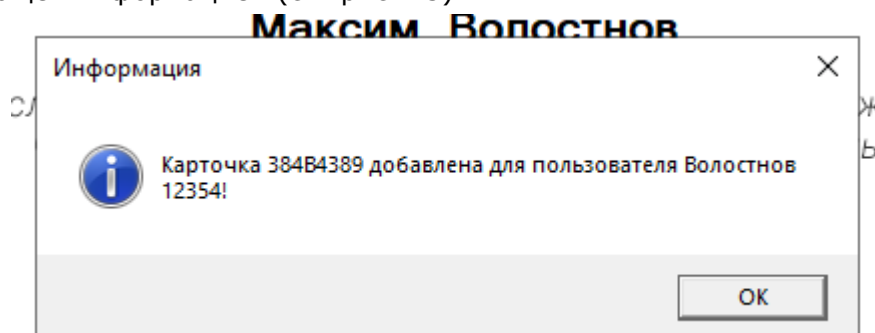 Максим Волостнов
Информация
Карточка 384B4389 добавлена для пользователя Волостнов
12354!
OK